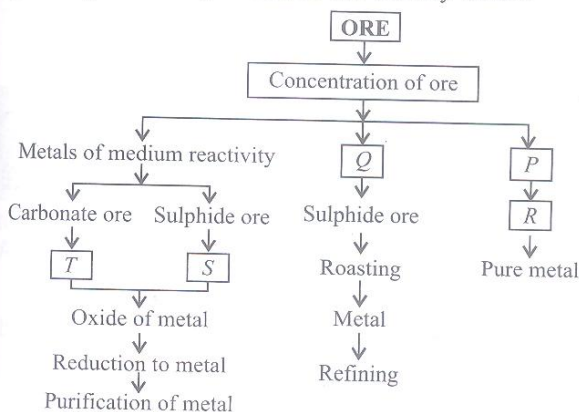 ORE
Concentration of ore
Metals of medium reactivity
Q
P
Carbonate ore
Sulphide ore
Sulphide ore
R
T
S
Roasting
Pure metal
Oxide of metal
Metal
Reduction to metal
Refining
Purification of metal